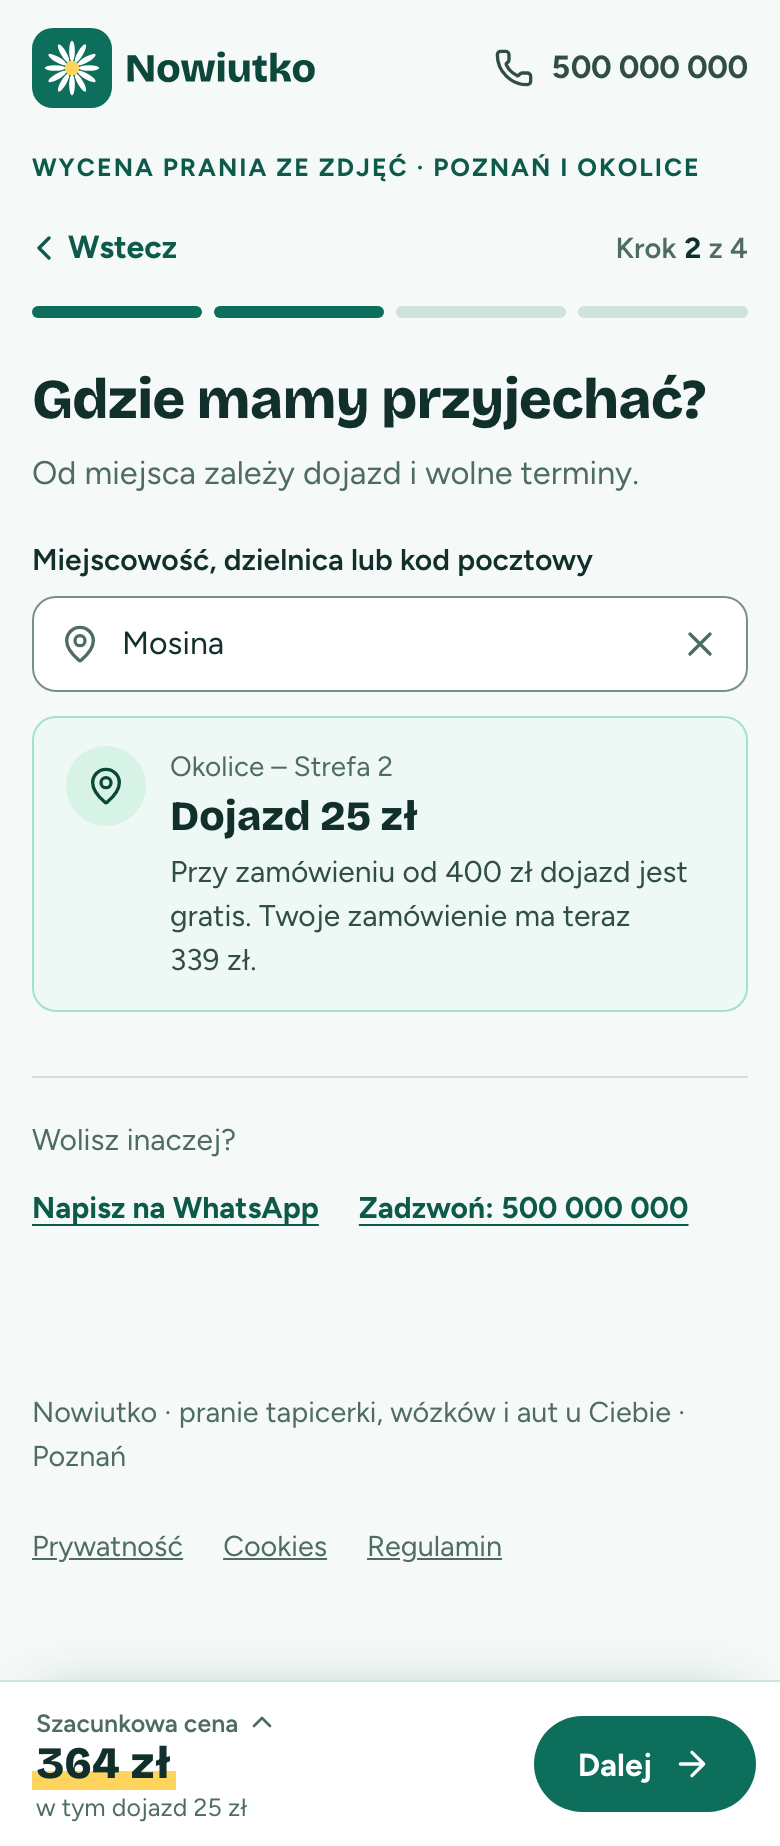 Nowiutko
500 000 000
WYCENA PRANIA ZE ZDJĘĆ · POZNAŃ I OKOLICE
Wstecz
Krok 2 z 4
Gdzie mamy przyjechać?
Od miejsca zależy dojazd i wolne terminy.
Miejscowość, dzielnica lub kod pocztowy
Mosina
Okolice – Strefa 2
Dojazd 25 zł
Przy zamówieniu od 400 zł dojazd jest
gratis. Twoje zamówienie ma teraz
339 zł.
Wolisz inaczej?
Napisz na WhatsApp
Zadzwoń: 500 000 000
Nowiutko · pranie tapicerki, wózków i aut u Ciebie ·
Poznań
Prywatność
Cookies
Regulamin
Szacunkowa cena
364 zł
w tym dojazd 25 zł
Dalej